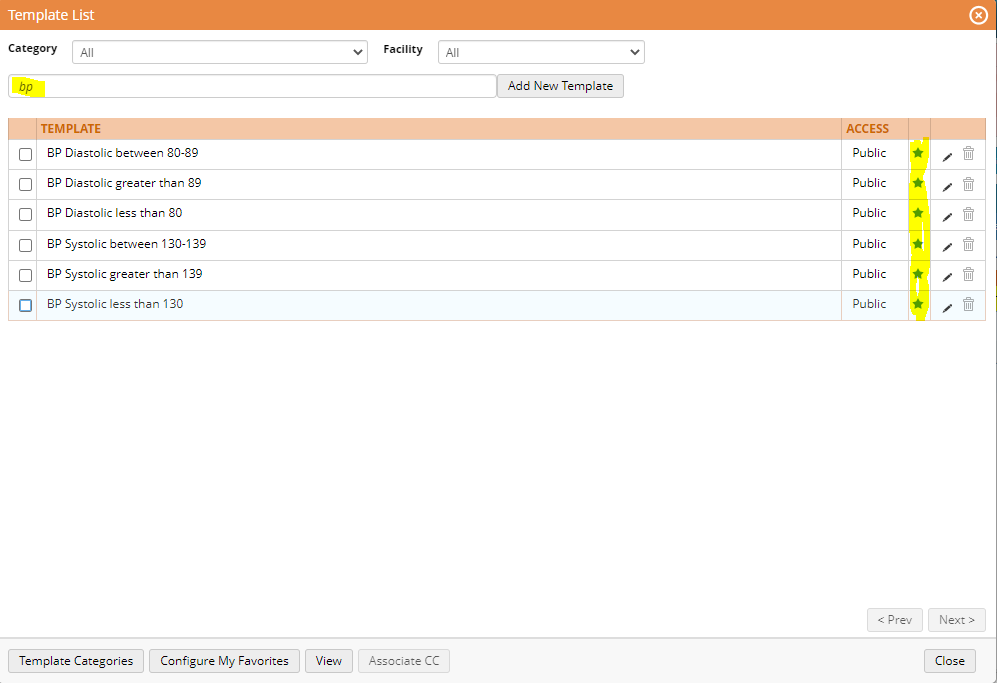 Template List
Category All Facility All
bp Add New Template
TEMPLATE ACCESS
BP Diastolic between 80-89 Public
BP Diastolic greater than 89 Public
BP Diastolic less than 80 Public
BP Systolic between 130-139 Public
BP Systolic greater than 139 Public
BP Systolic less than 130 Public
< Prev Next >
Template Categories Configure My Favorites View Associate CC Close